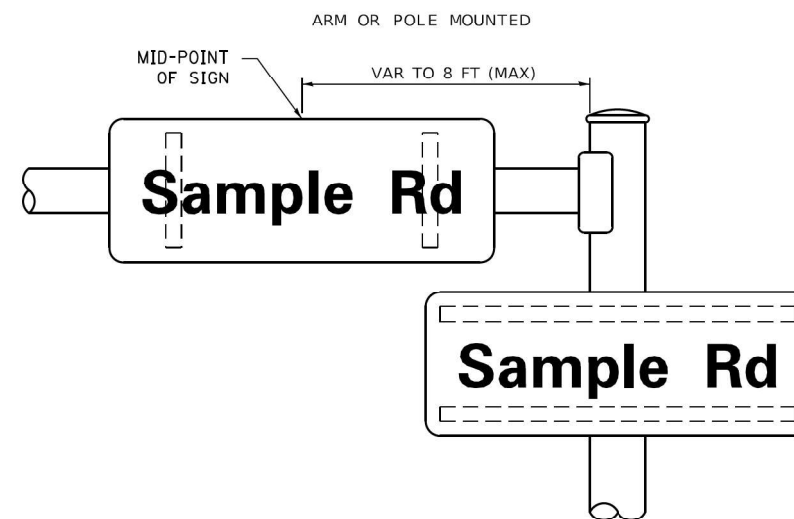 ARM OR POLE MOUNTED
MID-POINT
OF SIGN
VAR TO 8 FT (MAX)
Sample Rd
Sample Rd